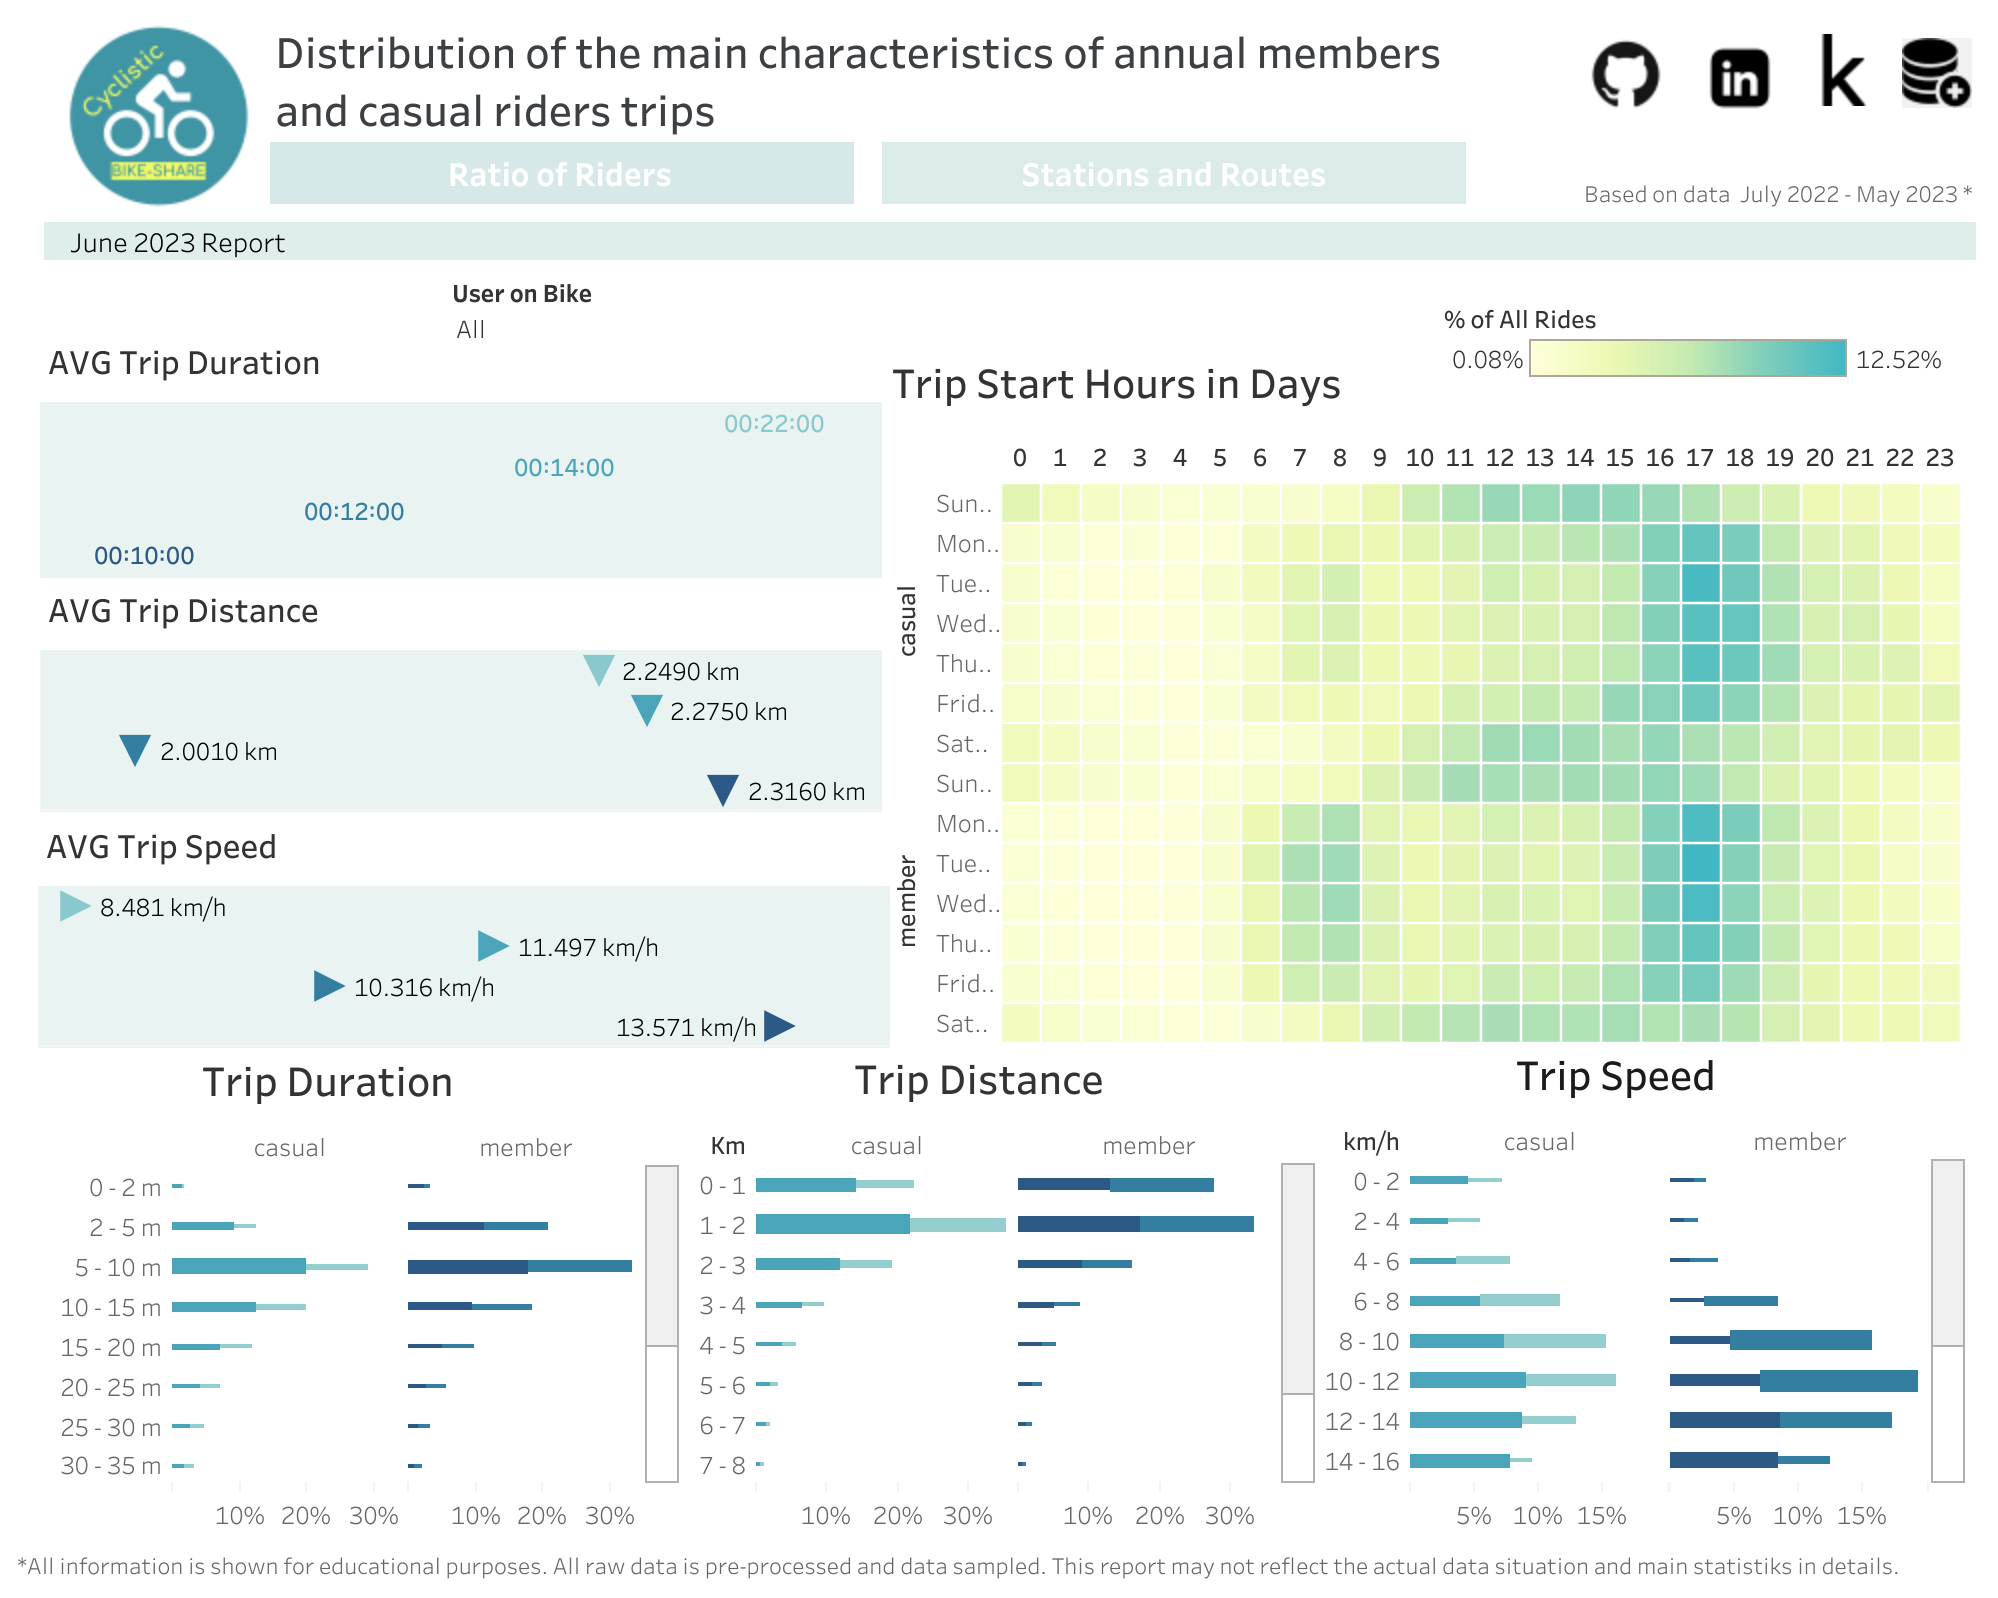 Cyclistic
BIKE-SHARE
Distribution of the main characteristics of annual members
and casual riders trips
in
k
Ratio of Riders
Stations and Routes
Based on data July 2022 - May 2023 *
June 2023 Report
User on Bike
All
% of All Rides
0.08%
12.52%
AVG Trip Duration
00:22:00
00:14:00
00:12:00
00:10:00
AVG Trip Distance
2.2490 km
2.2750 km
2.0010 km
2.3160 km
AVG Trip Speed
8.481 km/h
11.497 km/h
10.316 km/h
13.571 km/h
Trip Start Hours in Days
0 1 2 3 4 5 6 7 8 9 10 11 12 13 14 15 16 17 18 19 20 21 22 23
casual
Sun..
Mon..
Tue..
Wed..
Thu..
Frid..
Sat..
member
Sun..
Mon..
Tue..
Wed..
Thu..
Frid..
Sat..
Trip Duration
casual member
0 - 2 m
2 - 5 m
5 - 10 m
10 - 15 m
15 - 20 m
20 - 25 m
25 - 30 m
30 - 35 m
10% 20% 30% 10% 20% 30%
Trip Distance
Km casual member
0 - 1
1 - 2
2 - 3
3 - 4
4 - 5
5 - 6
6 - 7
7 - 8
10% 20% 30% 10% 20% 30%
Trip Speed
km/h casual member
0 - 2
2 - 4
4 - 6
6 - 8
8 - 10
10 - 12
12 - 14
14 - 16
5% 10% 15% 5% 10% 15%
*All information is shown for educational purposes. All raw data is pre-processed and data sampled. This report may not reflect the actual data situation and main statistiks in details.